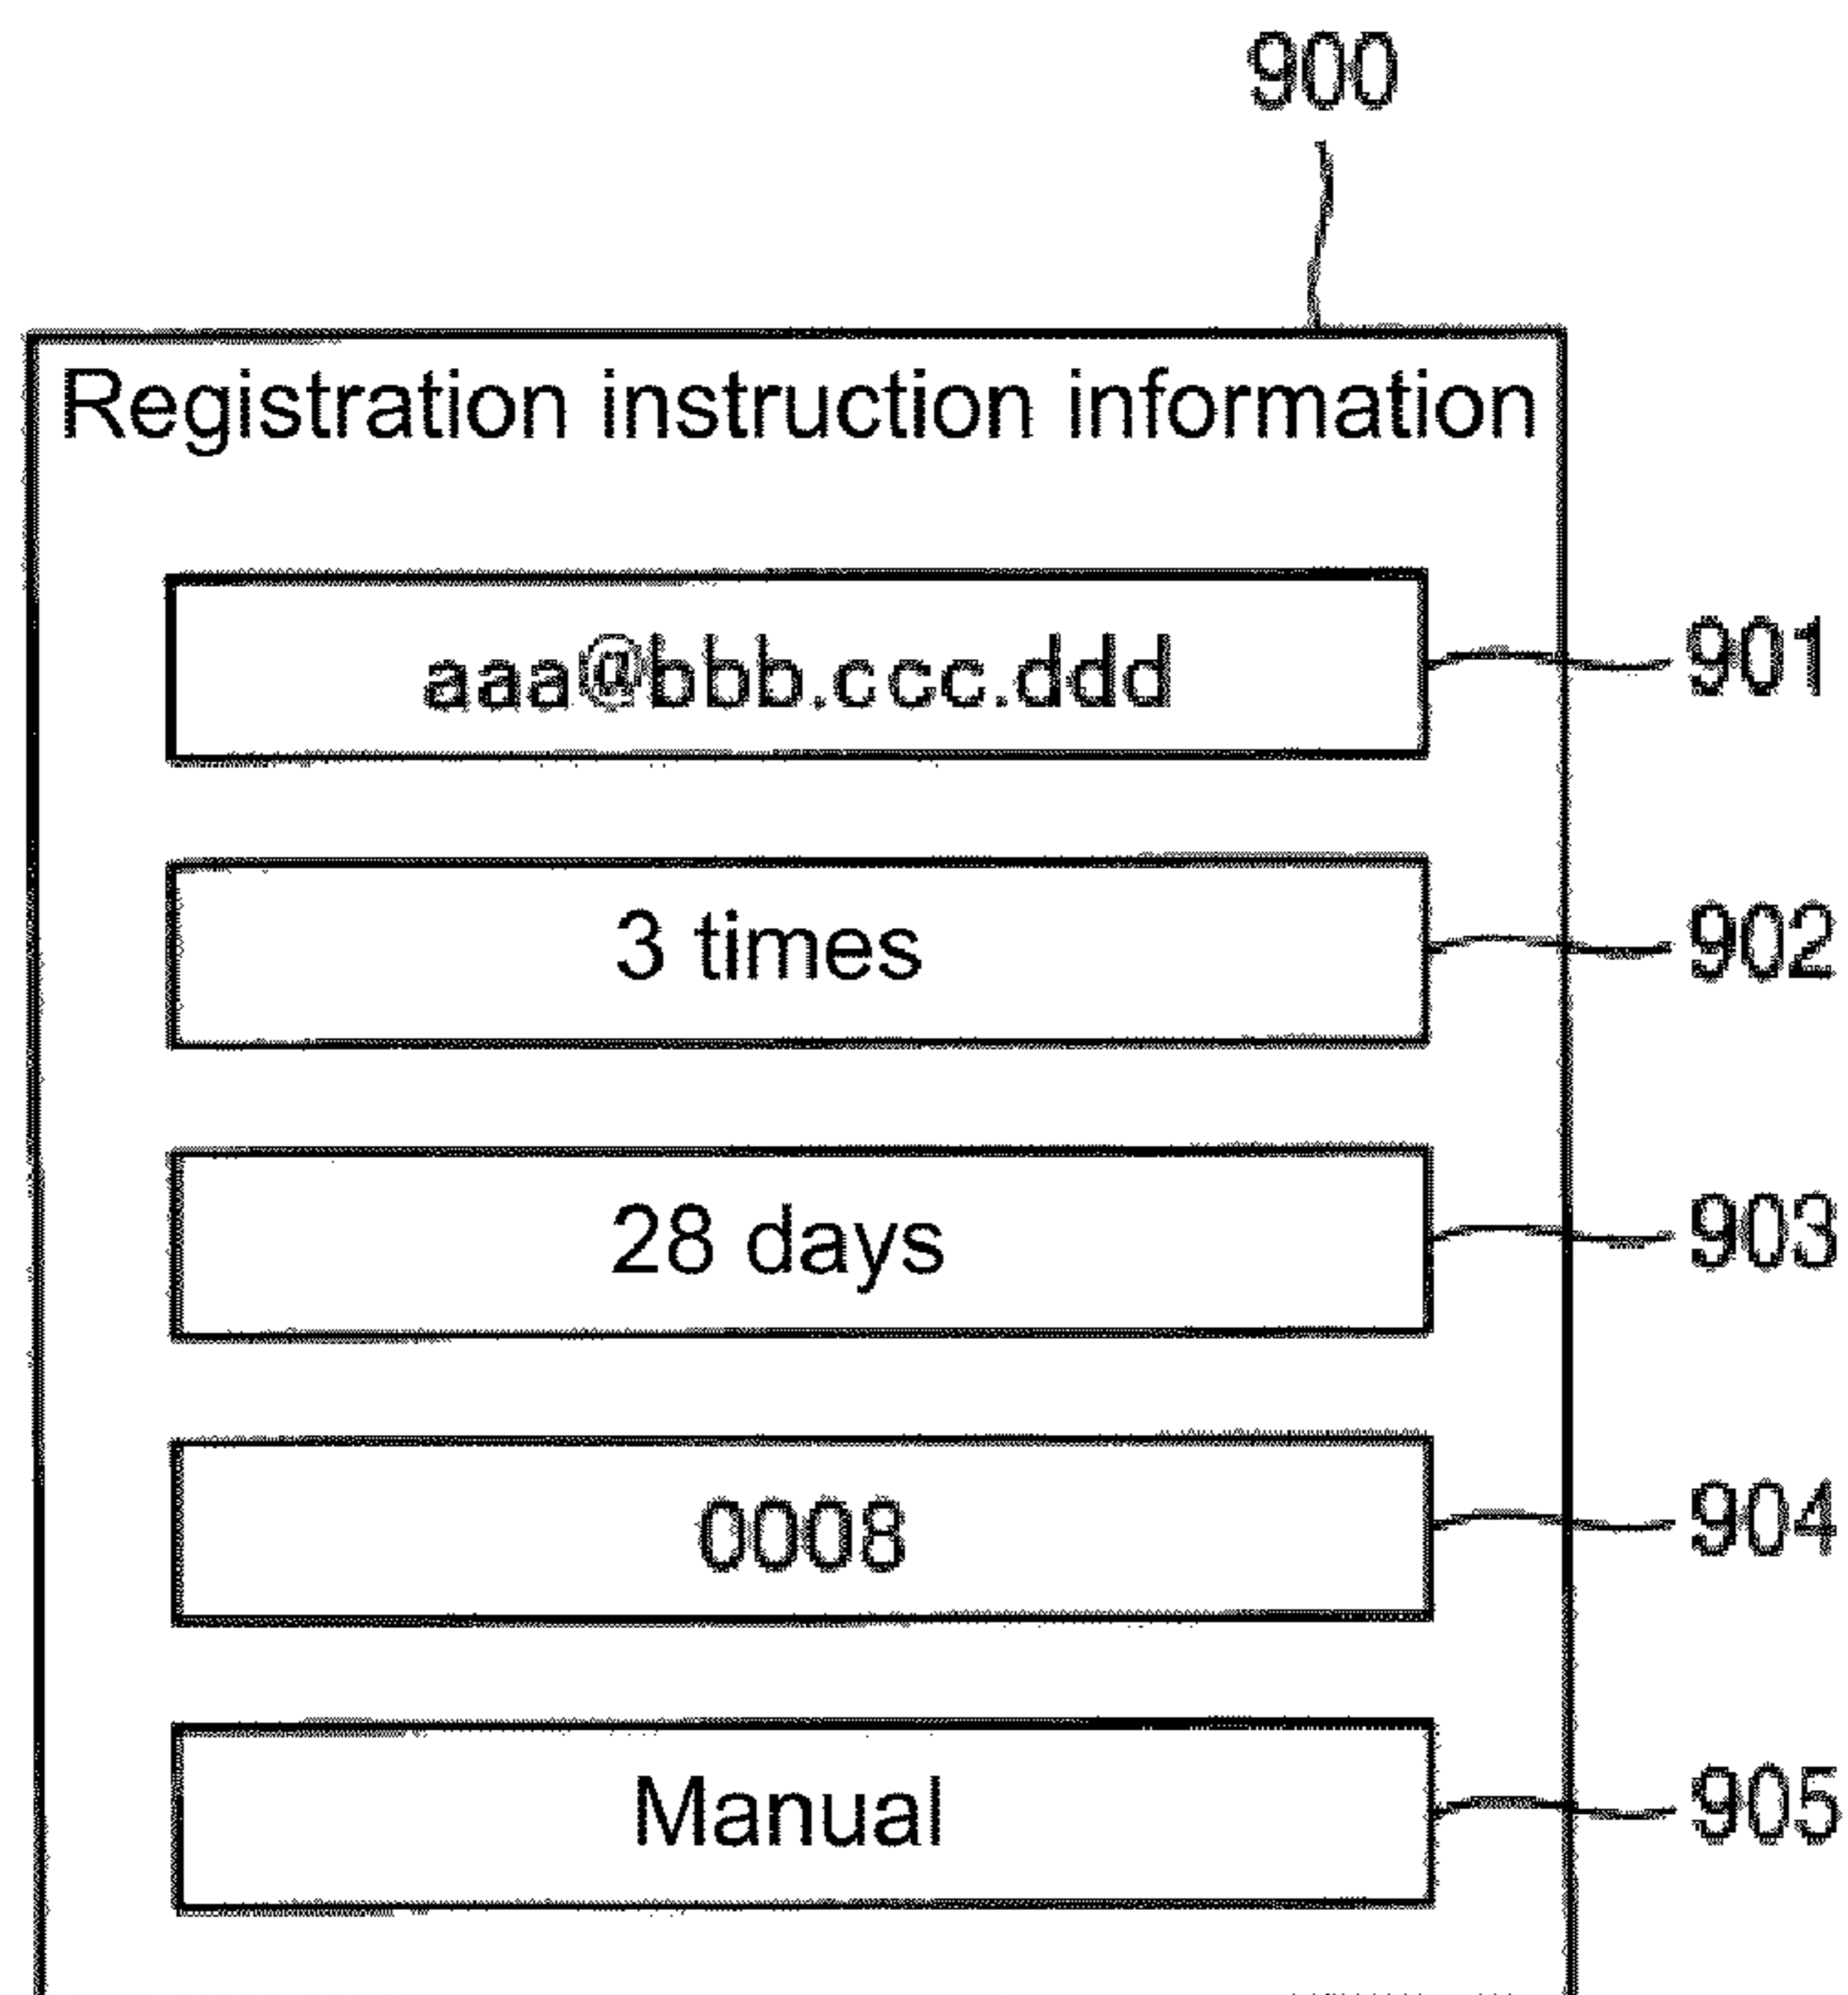 900
Registration instruction information
aaa@bbb.ccc.ddd
901
3 times
902
28 days
903
0008
904
Manual
905